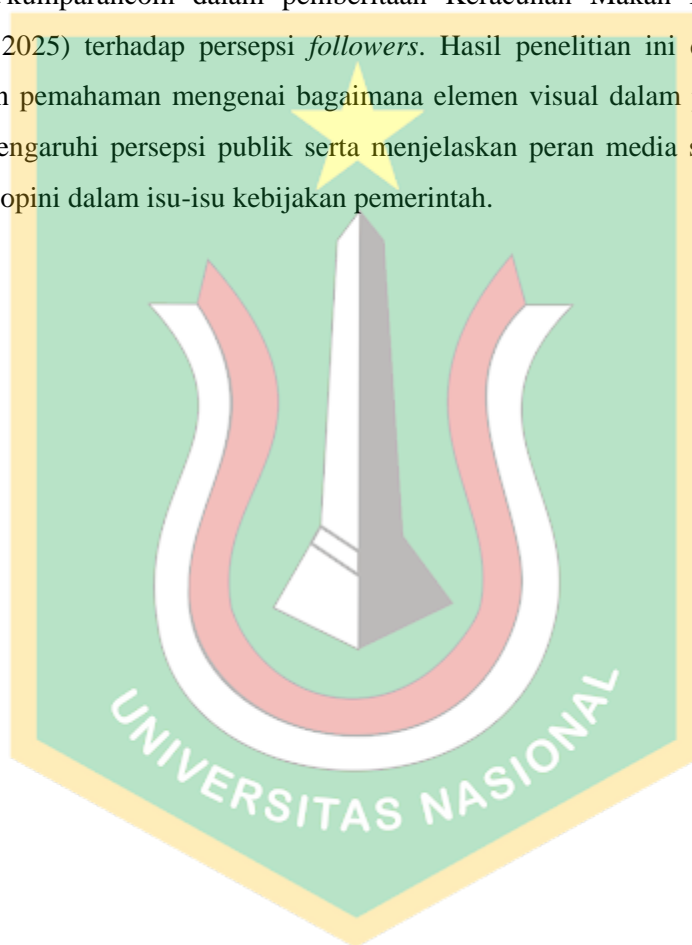 kumparancom dalam pemberitaan Keracunan Makan
2025) terhadap persepsi followers. Hasil penelitian ini
pemahaman mengenai bagaimana elemen visual dalam
engaruhi persepsi publik serta menjelaskan peran media
opini dalam isu-isu kebijakan pemerintah.
UNIVERSITAS NASIONAL